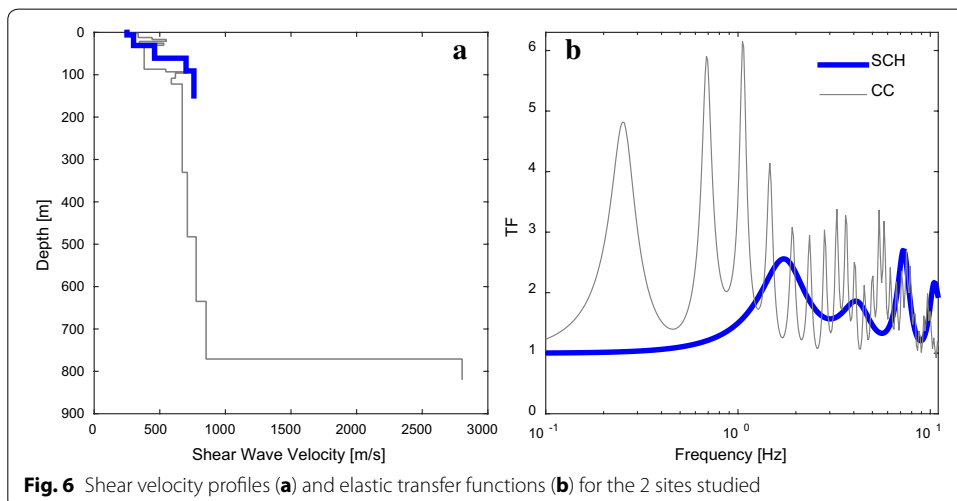 a
0
100
200
300
400
500
600
700
800
900
Depth [m]
0 500 1000 1500 2000 2500 3000
Shear Wave Velocity [m/s]
b
SCH
CC
6
5
4
3
2
1
0
TF
10-1 10 0 10 1
Frequency [Hz]
Fig. 6 Shear velocity profiles (a) and elastic transfer functions (b) for the 2 sites studied